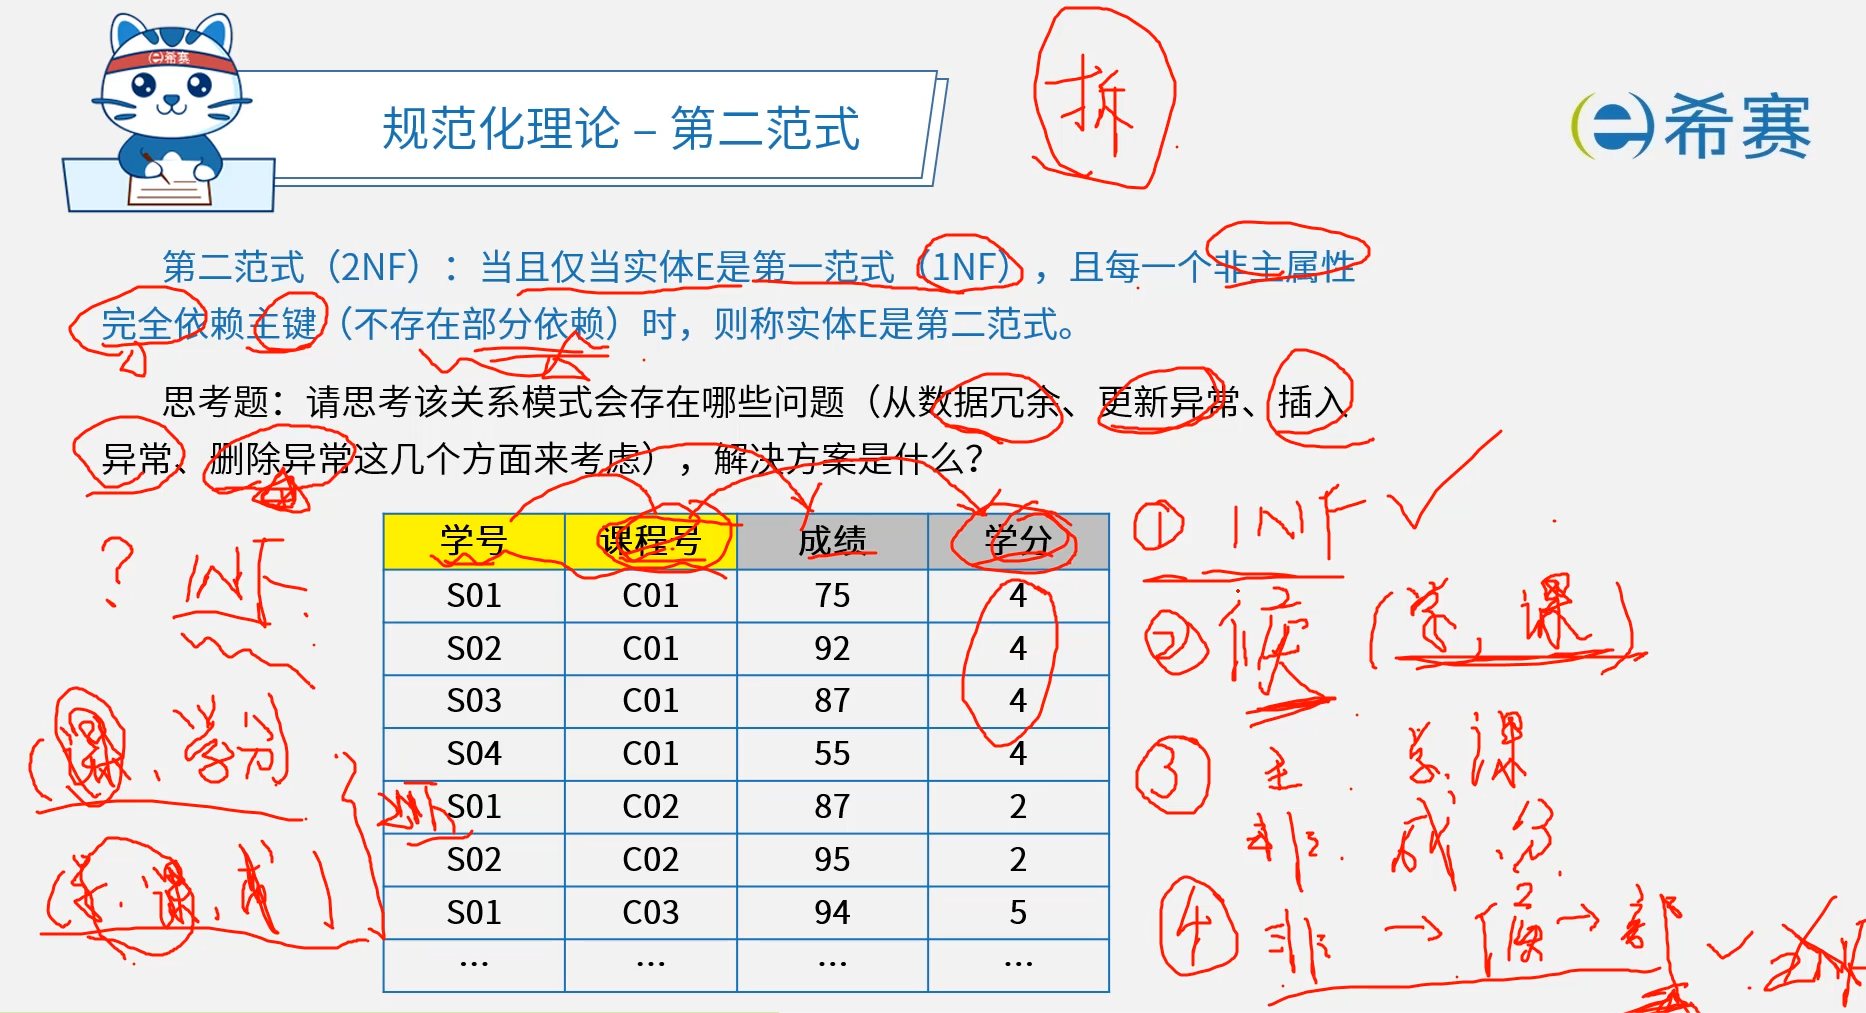 希赛
规范化理论 – 第二范式
拆
希赛
第二范式（2NF）：当且仅当实体E是第一范式（1NF），且每一个非主属性
完全依赖主键（不存在部分依赖）时，则称实体E是第二范式。
思考题：请思考该关系模式会存在哪些问题（从数据冗余、更新异常、插入
异常、删除异常这几个方面来考虑），解决方案是什么？
学号 课程号 成绩 学分
S01 C01 75 4
S02 C01 92 4
S03 C01 87 4
S04 C01 55 4
S01 C02 87 2
S02 C02 95 2
S01 C03 94 5
... ... ... ...
① 1NF ✓
② 候 (学, 课)
③ 主 学. 课
非. 成. 分
④ 非 → 候 → 部 ✓
? 1NF
(课、学分
(学. 课, 成)
2NF